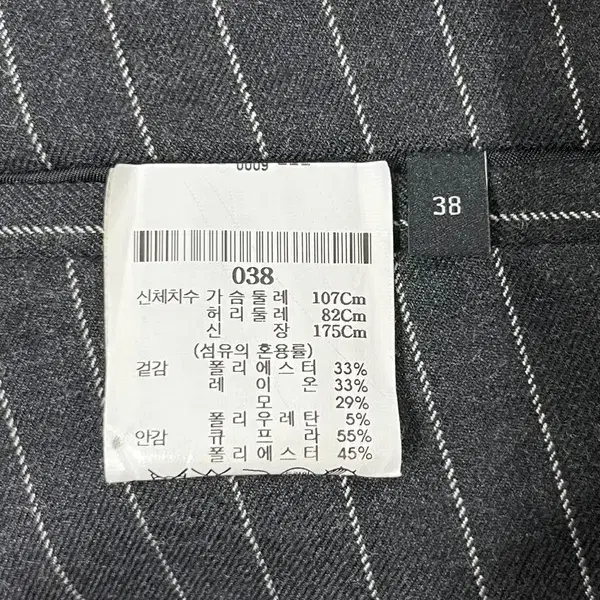 0009
038
38
신체치수 가슴둘레 107Cm
허리둘레 82Cm
신 장 175Cm
(섬유의 혼용률)
겉감 폴리에스터 33%
레 이 온 33%
모 29%
폴리우레탄 5%
안감 큐 프 라 55%
폴리에스터 45%